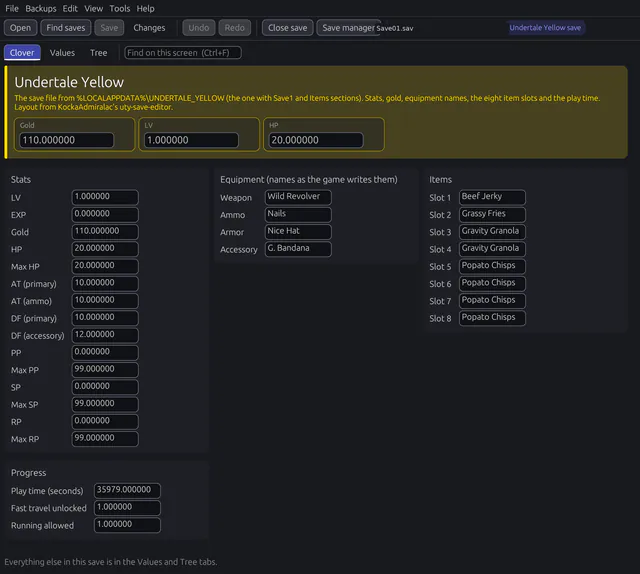 File Backups Edit View Tools Help
Open Find saves Save Changes Undo Redo Close save Save manager Save01.sav Undertale Yellow save
Clover Values Tree Find on this screen (Ctrl+F)
Undertale Yellow
The save file from %LOCALAPPDATA%\UNDERTALE_YELLOW (the one with Save1 and Items sections). Stats, gold, equipment names, the eight item slots and the play time.
Layout from KockaAdmiralac's uty-save-editor.
Gold LV HP
110.000000 1.000000 20.000000
Stats
LV 1.000000
EXP 0.000000
Gold 110.000000
HP 20.000000
Max HP 20.000000
AT (primary) 10.000000
AT (ammo) 10.000000
DF (primary) 10.000000
DF (accessory) 12.000000
PP 0.000000
Max PP 99.000000
SP 0.000000
Max SP 99.000000
RP 0.000000
Max RP 99.000000
Equipment (names as the game writes them)
Weapon Wild Revolver
Ammo Nails
Armor Nice Hat
Accessory G. Bandana
Items
Slot 1 Beef Jerky
Slot 2 Grassy Fries
Slot 3 Gravity Granola
Slot 4 Gravity Granola
Slot 5 Popato Chisps
Slot 6 Popato Chisps
Slot 7 Popato Chisps
Slot 8 Popato Chisps
Progress
Play time (seconds) 35979.000000
Fast travel unlocked 1.000000
Running allowed 1.000000
Everything else in this save is in the Values and Tree tabs.